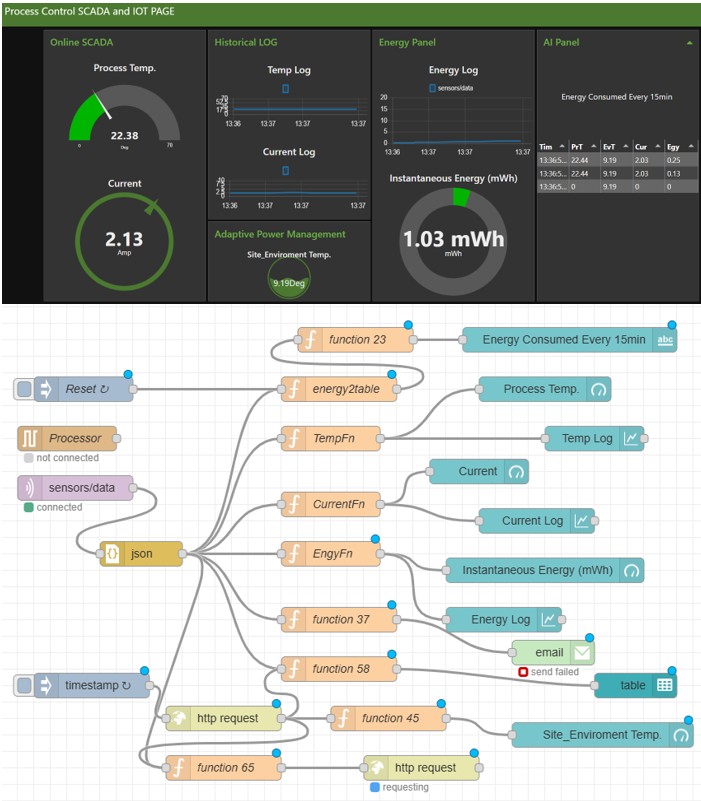 Process Control SCADA and IOT PAGE
Online SCADA
Process Temp.
22.38
Deg
0
70
Current
2.13
Amp
Historical LOG
Temp Log
70
13:36
13:37
13:37
13:37
Current Log
10
13:36
13:37
13:37
13:37
Adaptive Power Management
Site_Enviroment Temp.
9.19Deg
Energy Panel
Energy Log
sensors/data
20
15
10
5
0
13:36
13:37
13:37
13:37
Instantaneous Energy (mWh)
1.03 mWh
mWh
AI Panel
Energy Consumed Every 15min
Tim PrT EvT Cur Egy
13:36:5... 22.44 9.19 2.03 0.25
13:36:5... 22.44 9.19 2.03 0.13
13:36:5... 0 9.19 0 0
function 23
Energy Consumed Every 15min
abc
Reset ↻
energy2table
Process Temp.
Processor
not connected
TempFn
Temp Log
sensors/data
connected
Current
CurrentFn
Current Log
json
EngyFn
Instantaneous Energy (mWh)
function 37
Energy Log
email
send failed
function 58
timestamp ↻
table
http request
function 45
Site_Enviroment Temp.
function 65
http request
requesting